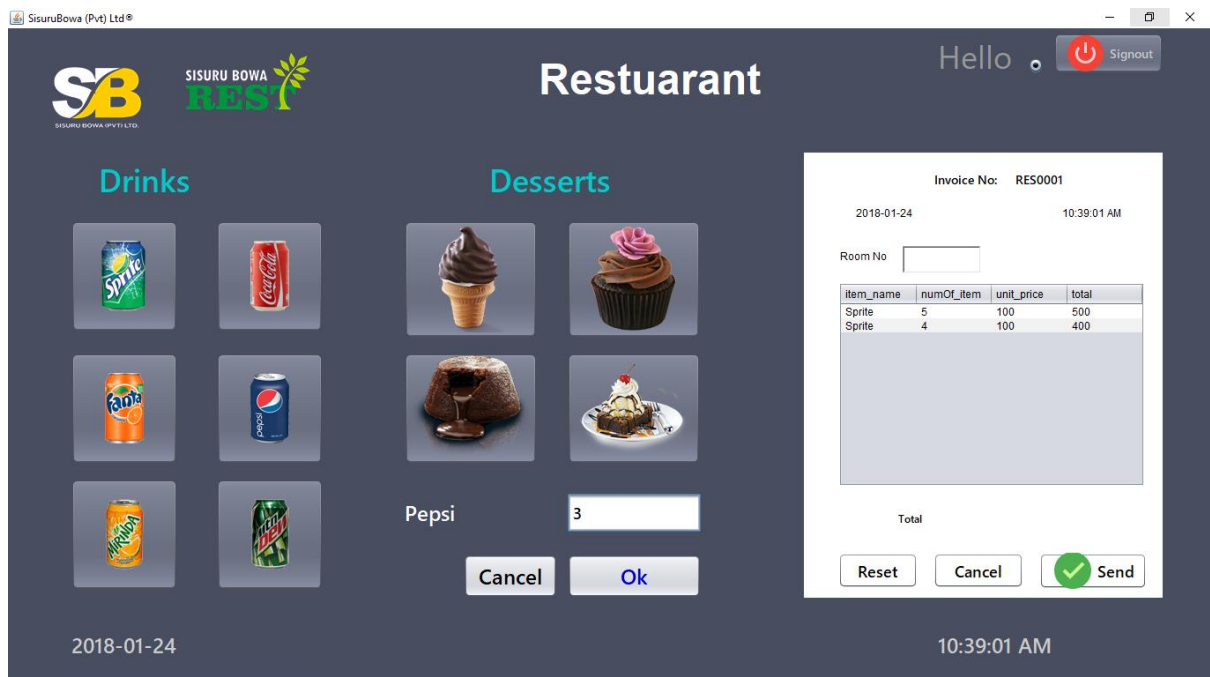 SisuruBowa (Pvt) Ltd®
SB
SISURU BOWA (PVT) LTD.
SISURU BOWA
REST
Restuarant
Hello
Signout
Drinks
Desserts
Sprite
Coca-Cola
Fanta
pepsi
MIRINDA
mtn DEW
Pepsi
3
Cancel
Ok
Invoice No: RES0001
2018-01-24
10:39:01 AM
Room No
item_name numOf_item unit_price total
Sprite 5 100 500
Sprite 4 100 400
Total
Reset
Cancel
Send
2018-01-24
10:39:01 AM